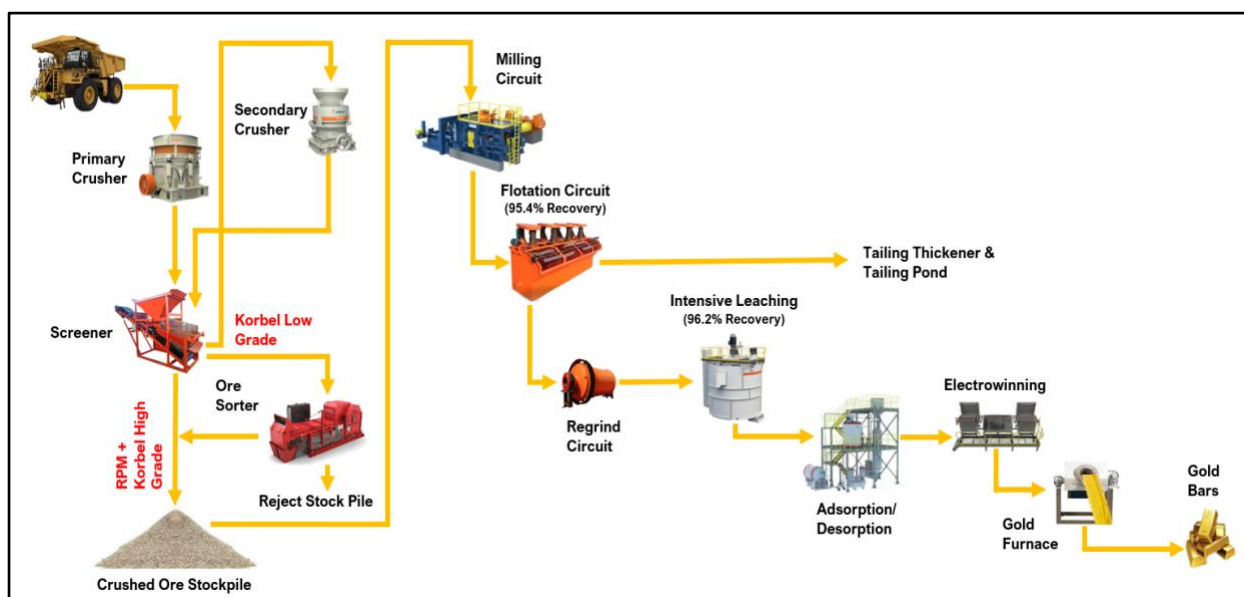 Primary
Crusher
Secondary
Crusher
Milling
Circuit
Flotation Circuit
(95.4% Recovery)
Tailing Thickener &
Tailing Pond
Screener
Korbel Low
Grade
Intensive Leaching
(96.2% Recovery)
Ore
Sorter
Regrind
Circuit
Electrowinning
RPM +
Korbel High
Grade
Reject Stock Pile
Adsorption/
Desorption
Gold
Furnace
Gold
Bars
Crushed Ore Stockpile